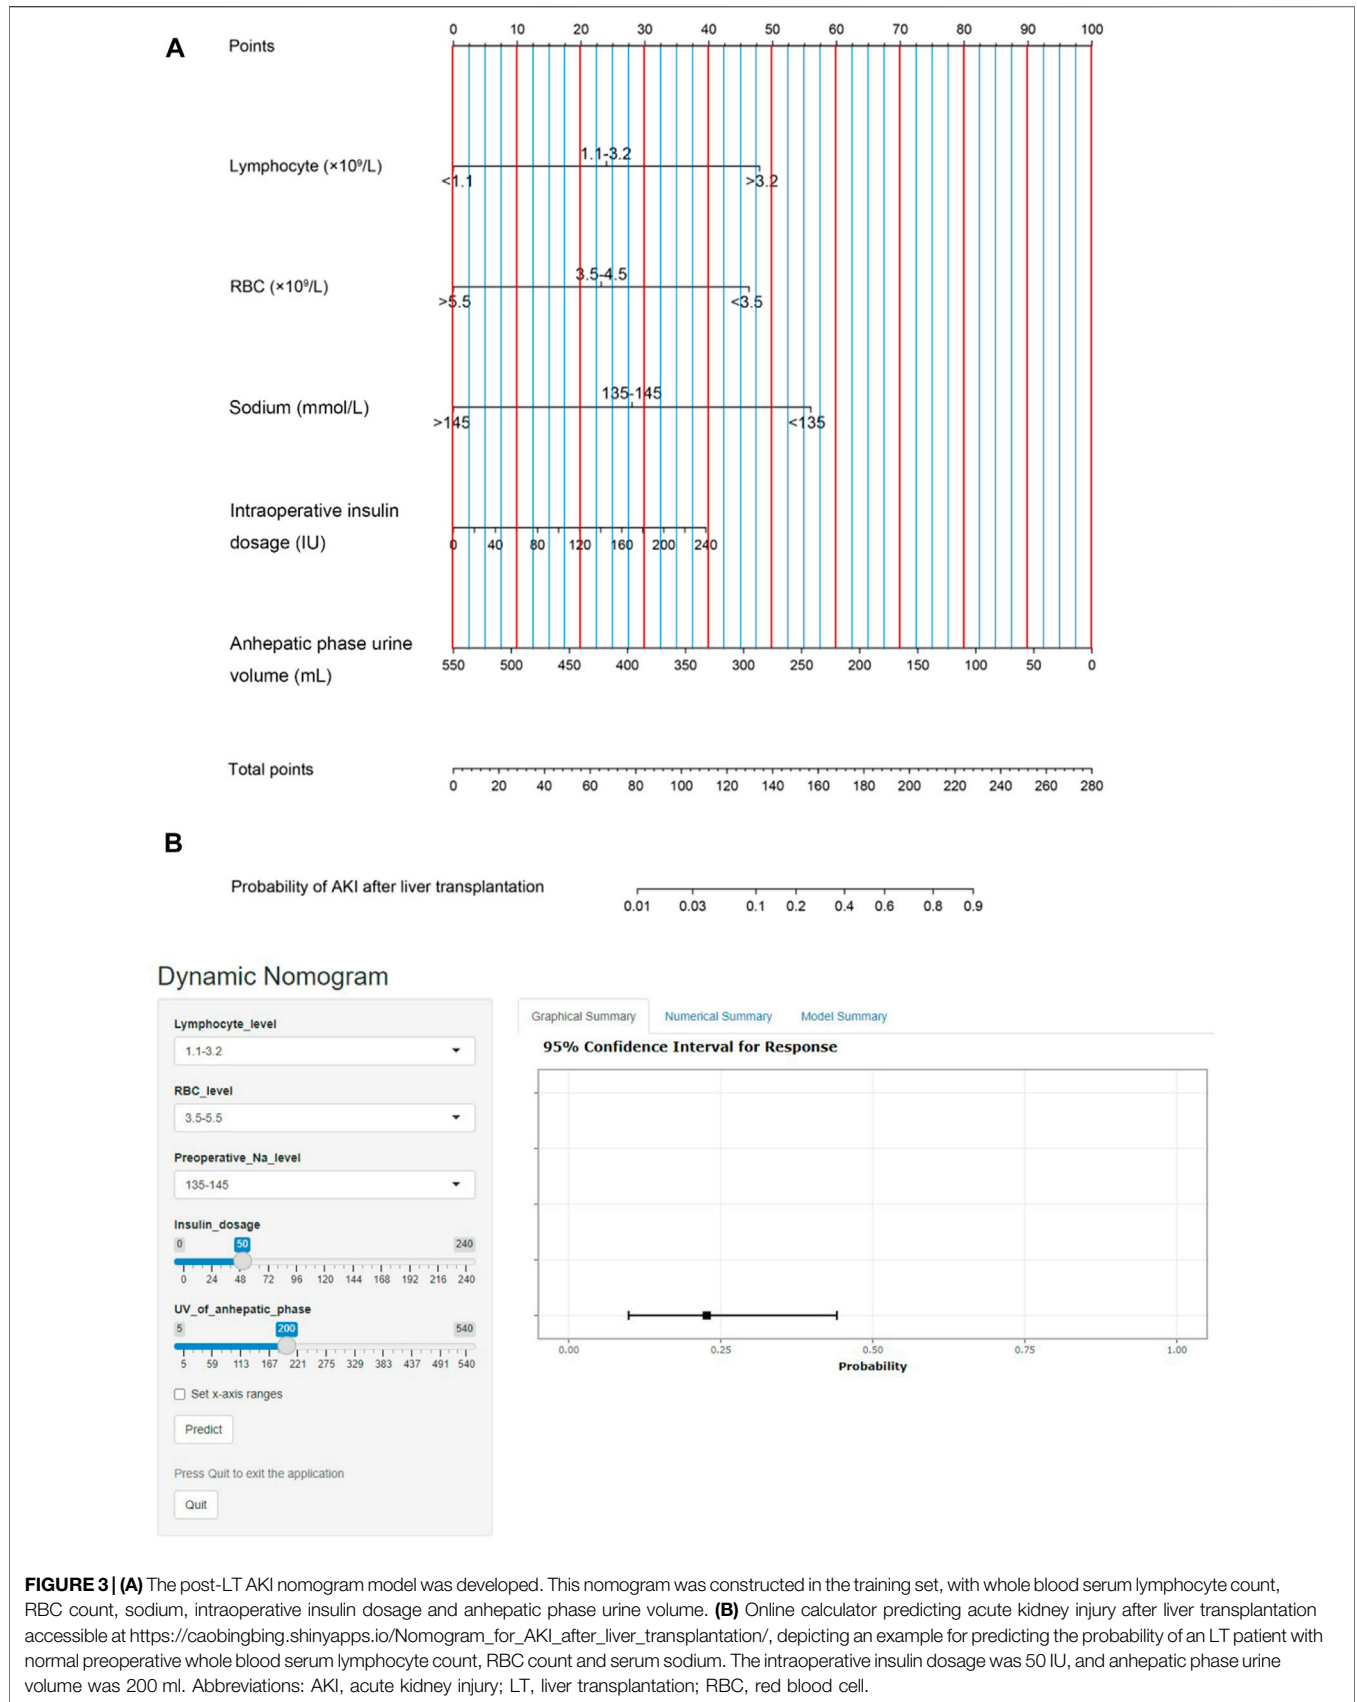 A
Points
0 10 20 30 40 50 60 70 80 90 100
Lymphocyte (×10⁹/L)
1.1-3.2
<1.1 >3.2
RBC (×10⁹/L)
3.5-4.5
>5.5 <3.5
Sodium (mmol/L)
135-145
>145 <135
Intraoperative insulin
dosage (IU)
0 40 80 120 160 200 240
Anhepatic phase urine
volume (mL)
550 500 450 400 350 300 250 200 150 100 50 0
Total points
0 20 40 60 80 100 120 140 160 180 200 220 240 260 280
B
Probability of AKI after liver transplantation
0.01 0.03 0.1 0.2 0.4 0.6 0.8 0.9
Dynamic Nomogram
Lymphocyte_level
1.1-3.2
RBC_level
3.5-5.5
Preoperative_Na_level
135-145
Insulin_dosage
0 50 240
0 24 48 72 96 120 144 168 192 216 240
UV_of_anhepatic_phase
5 200 540
5 59 113 167 221 275 329 383 437 491 540
Set x-axis ranges
Predict
Press Quit to exit the application
Quit
Graphical Summary Numerical Summary Model Summary
95% Confidence Interval for Response
0.00 0.25 0.50 0.75 1.00
Probability
FIGURE 3 | (A) The post-LT AKI nomogram model was developed. This nomogram was constructed in the training set, with whole blood serum lymphocyte count,
RBC count, sodium, intraoperative insulin dosage and anhepatic phase urine volume. (B) Online calculator predicting acute kidney injury after liver transplantation
accessible at https://caobingbing.shinyapps.io/Nomogram_for_AKI_after_liver_transplantation/, depicting an example for predicting the probability of an LT patient with
normal preoperative whole blood serum lymphocyte count, RBC count and serum sodium. The intraoperative insulin dosage was 50 IU, and anhepatic phase urine
volume was 200 ml. Abbreviations: AKI, acute kidney injury; LT, liver transplantation; RBC, red blood cell.